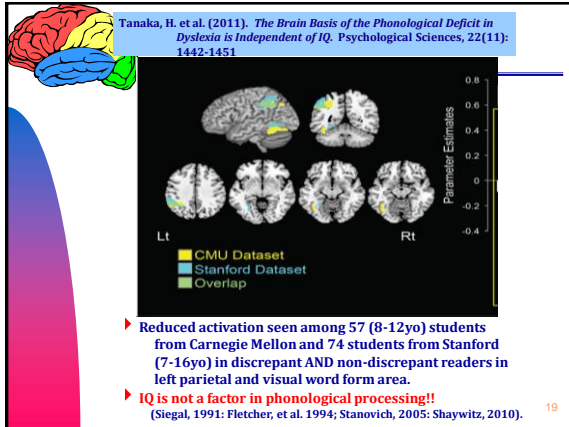 Tanaka, H. et al. (2011). The Brain Basis of the Phonological Deficit in
Dyslexia is Independent of IQ. Psychological Sciences, 22(11):
1442-1451
0.8
0.6
0.4
0.2
0
-0.2
-0.4
Parameter Estimates
Lt
Rt
CMU Dataset
Stanford Dataset
Overlap
Reduced activation seen among 57 (8-12yo) students
from Carnegie Mellon and 74 students from Stanford
(7-16yo) in discrepant AND non-discrepant readers in
left parietal and visual word form area.
IQ is not a factor in phonological processing!!
(Siegal, 1991: Fletcher, et al. 1994; Stanovich, 2005: Shaywitz, 2010).
19